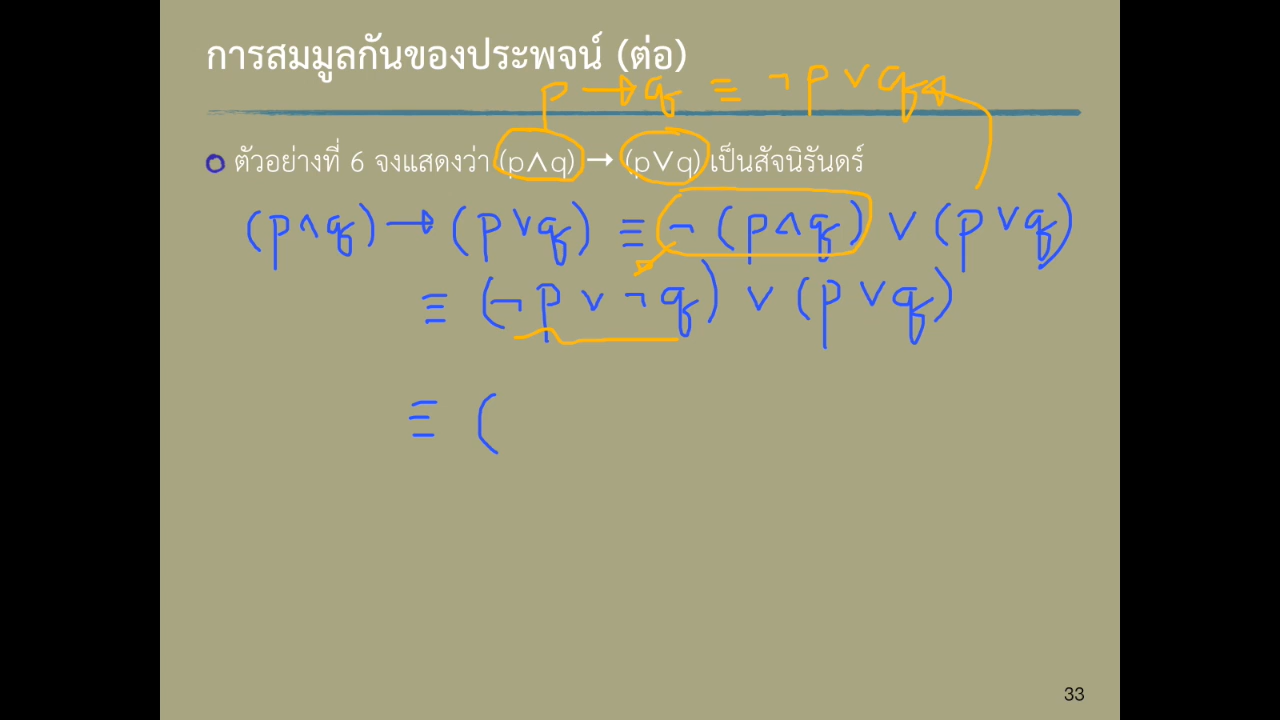 การสมมูลกันของประพจน์ (ต่อ)
p → q ≡ ¬p ∨ q
ตัวอย่างที่ 6 จงแสดงว่า (p∧q) → (p∨q) เป็นสัจนิรันดร์
(p ∧ q) → (p ∨ q) ≡ ¬ (p ∧ q) ∨ (p ∨ q)
≡ (¬p ∨ ¬q) ∨ (p ∨ q)
≡ (
33